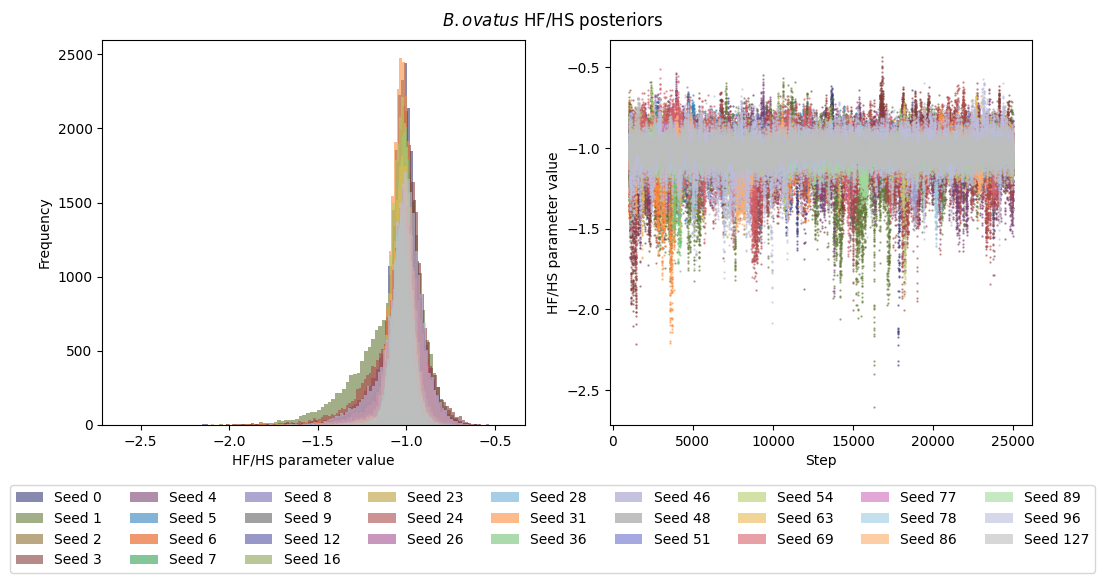 B. ovatus HF/HS posteriors
Frequency
2500
2000
1500
1000
500
0
−2.5 −2.0 −1.5 −1.0 −0.5
HF/HS parameter value
HF/HS parameter value
−0.5
−1.0
−1.5
−2.0
−2.5
0 5000 10000 15000 20000 25000
Step
Seed 0 Seed 4 Seed 8 Seed 23 Seed 28 Seed 46 Seed 54 Seed 77 Seed 89
Seed 1 Seed 5 Seed 9 Seed 24 Seed 31 Seed 48 Seed 63 Seed 78 Seed 96
Seed 2 Seed 6 Seed 12 Seed 26 Seed 36 Seed 51 Seed 69 Seed 86 Seed 127
Seed 3 Seed 7 Seed 16